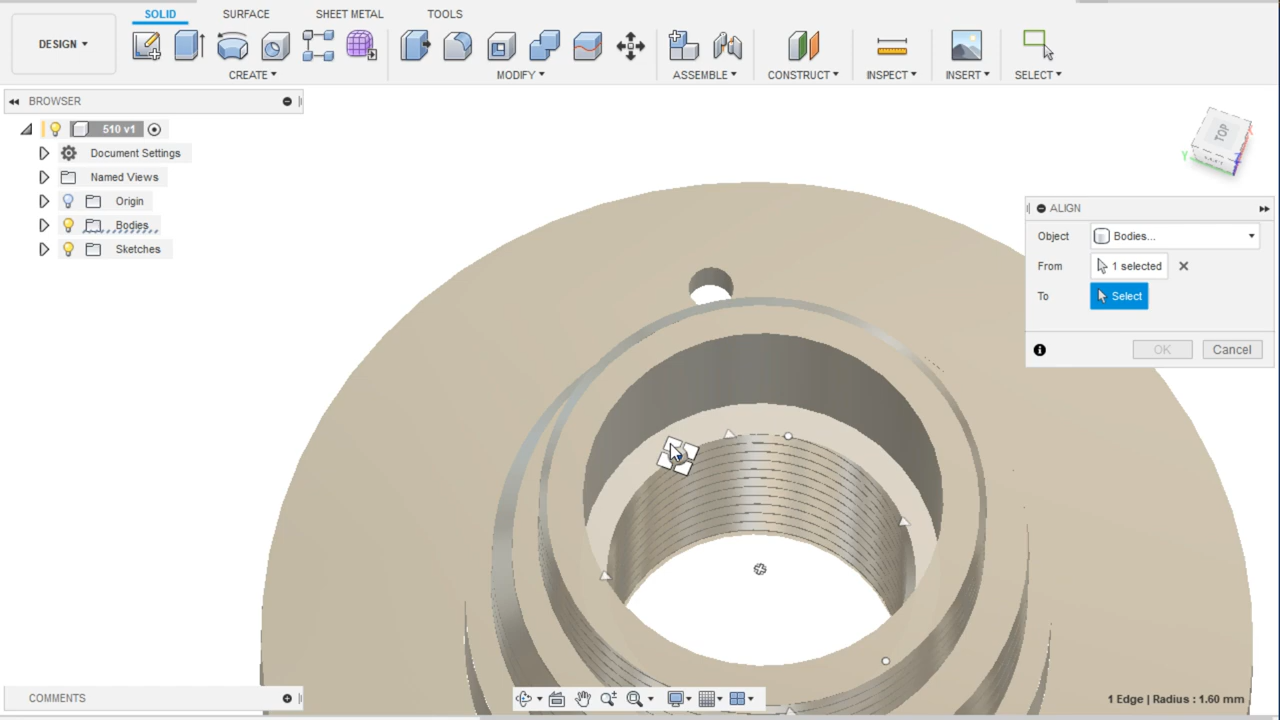 SOLID SURFACE SHEET METAL TOOLS
DESIGN
CREATE MODIFY ASSEMBLE CONSTRUCT INSPECT INSERT SELECT
BROWSER
510 v1
Document Settings
Named Views
Origin
Bodies
Sketches
TOP
Y
ALIGN
Object Bodies...
From 1 selected
To Select
OK Cancel
COMMENTS
1 Edge | Radius : 1.60 mm